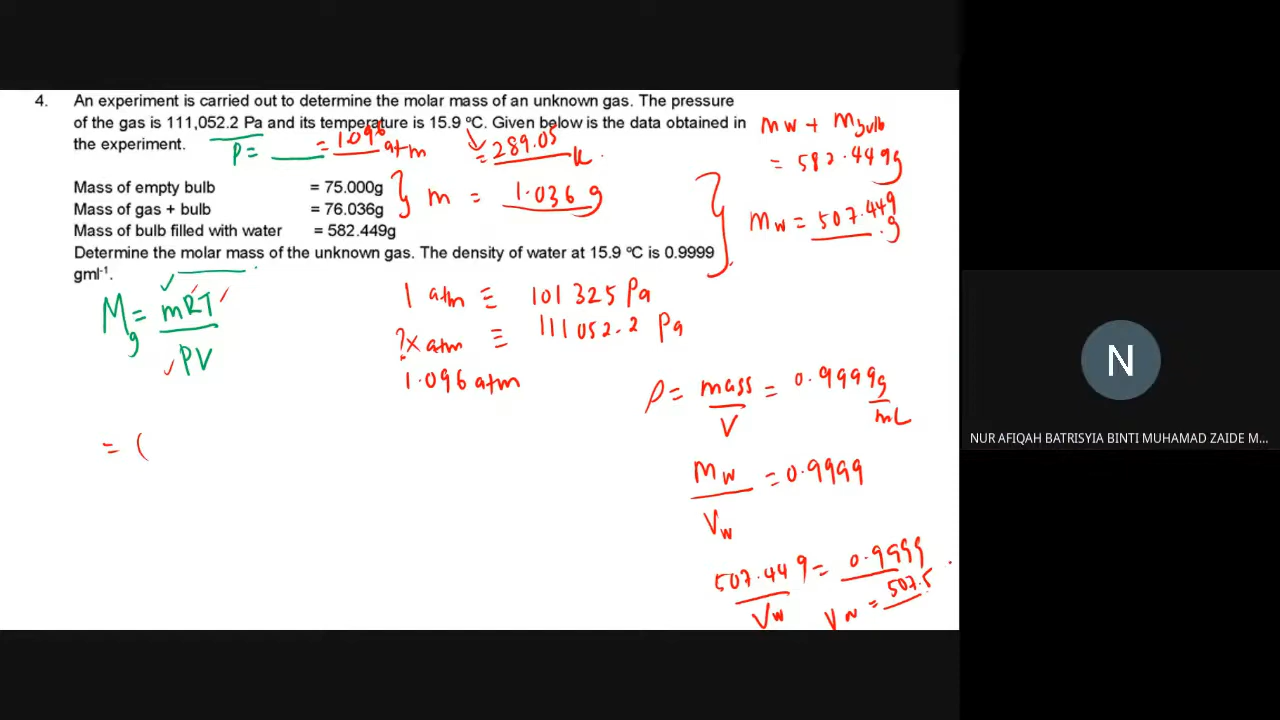 4. An experiment is carried out to determine the molar mass of an unknown gas. The pressure
of the gas is 111,052.2 Pa and its temperature is 15.9 ºC. Given below is the data obtained in
the experiment.
P = = 1.096 atm
= 289.05 K
Mass of empty bulb = 75.000g
Mass of gas + bulb = 76.036g
Mass of bulb filled with water = 582.449g
m = 1.036 g
Determine the molar mass of the unknown gas. The density of water at 15.9 ºC is 0.9999
gml-1.
mw + mbulb
= 582.449g
mw = 507.449
g
Mg = mRT
PV
= (
1 atm ≡ 101 325 Pa
?x atm ≡ 111 052.2 Pa
1.096 atm
ρ = mass = 0.9999 g
V mL
mw = 0.9999
Vw
507.449 = 0.9999
Vw
Vw = 507.5
N
NUR AFIQAH BATRISYIA BINTI MUHAMAD ZAIDE M...